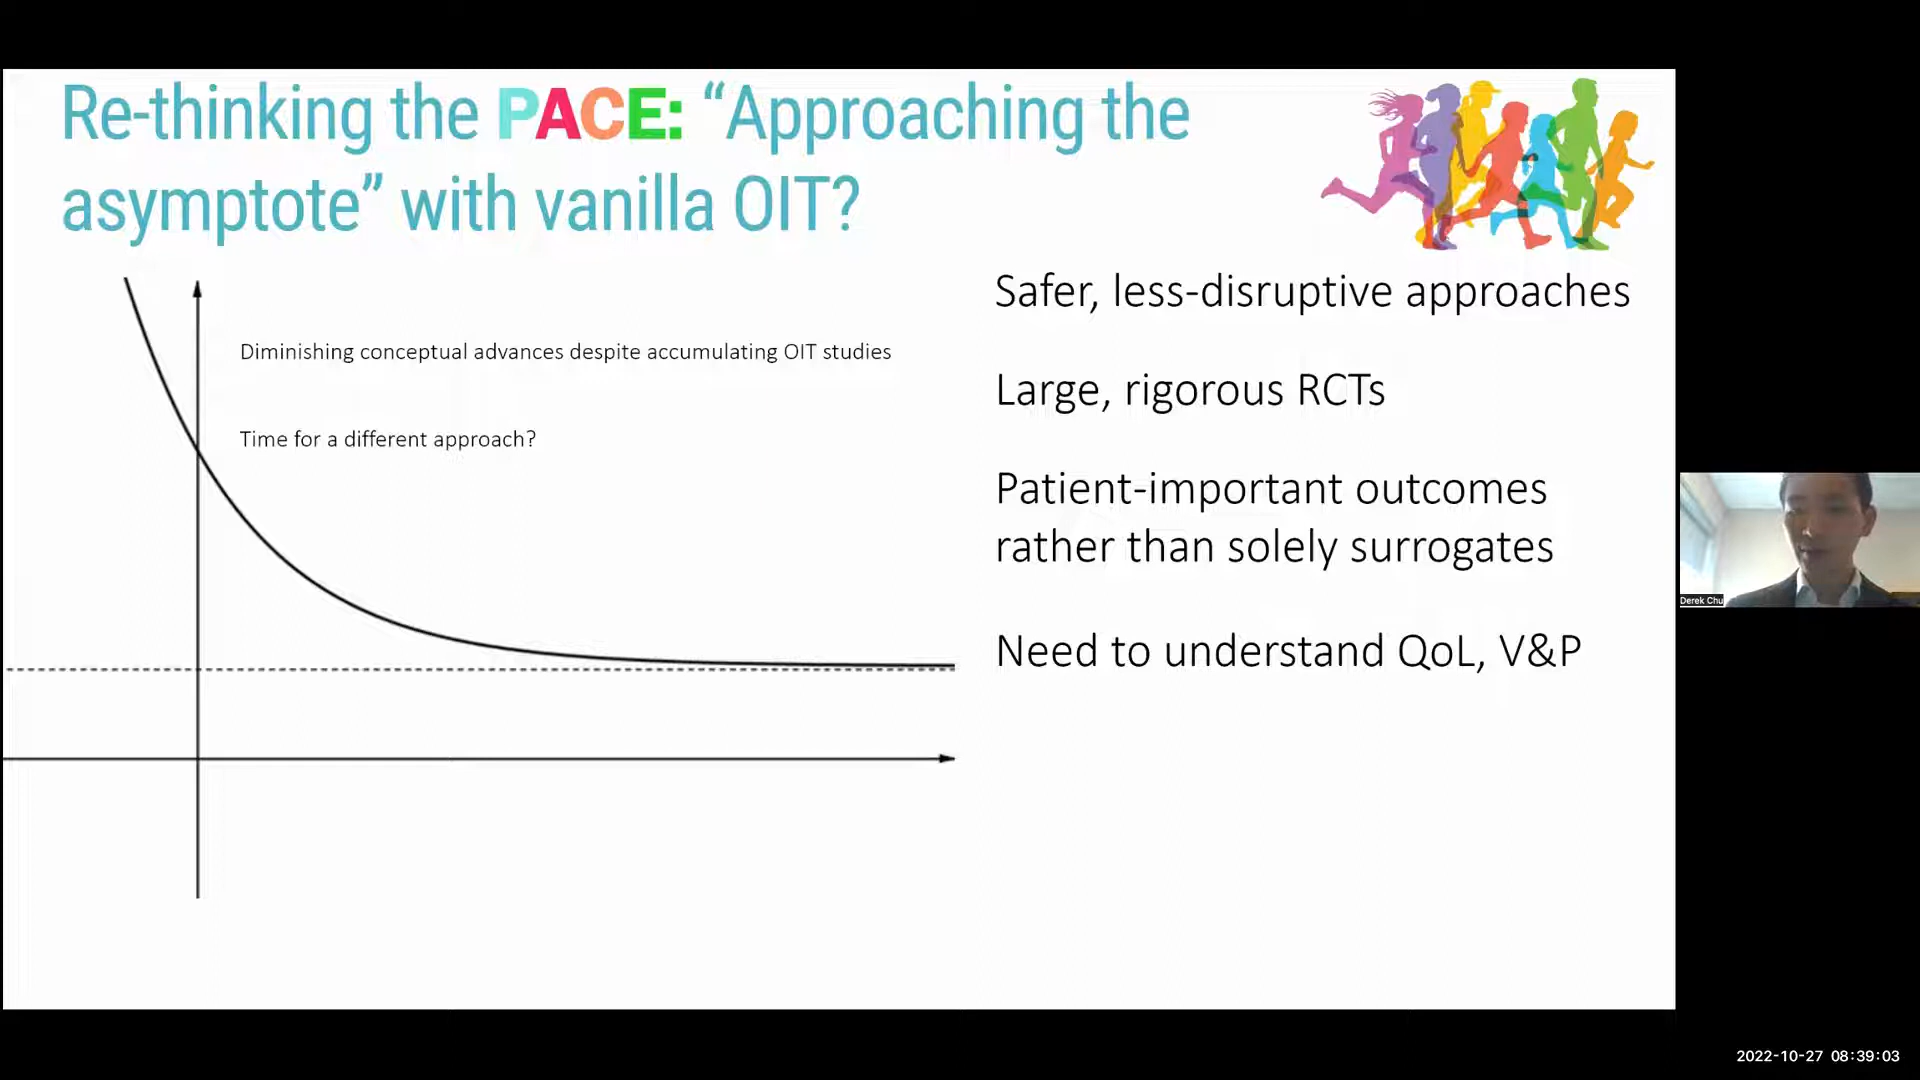 Re-thinking the PACE: “Approaching the
asymptote” with vanilla OIT?
Diminishing conceptual advances despite accumulating OIT studies
Time for a different approach?
Safer, less-disruptive approaches
Large, rigorous RCTs
Patient-important outcomes
rather than solely surrogates
Need to understand QoL, V&P
Derek Chu
2022-10-27 08:39:03